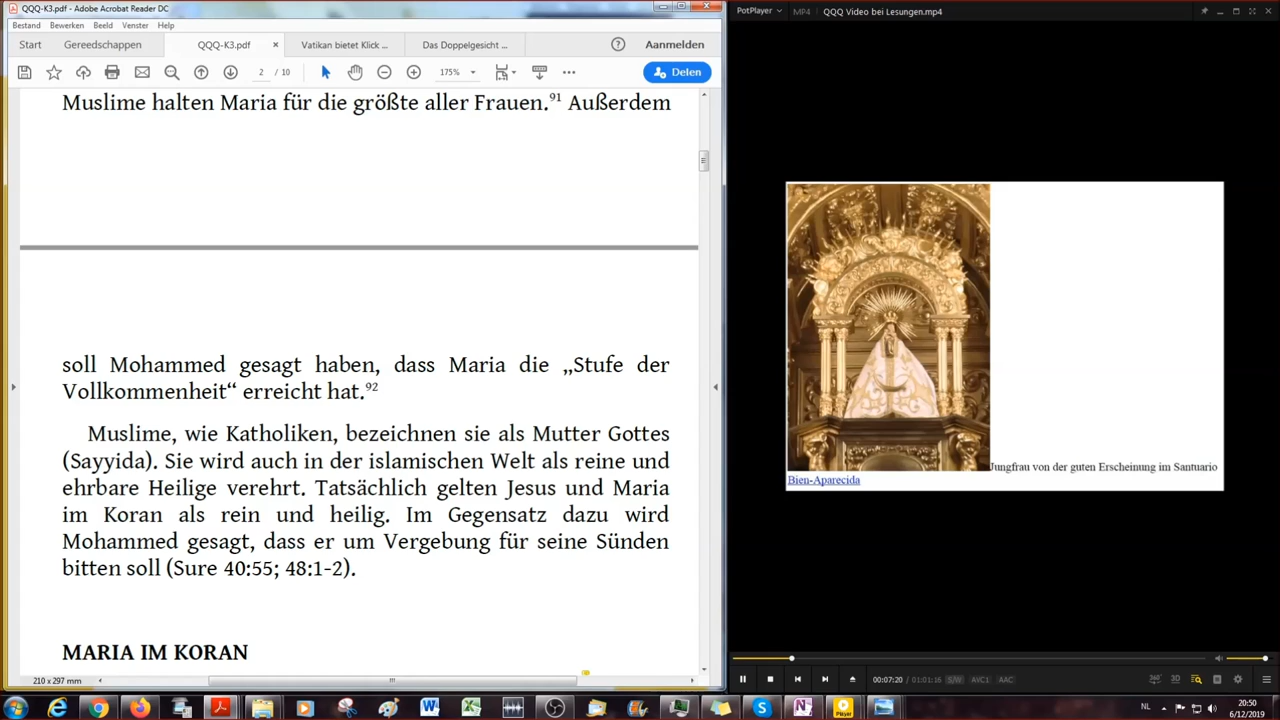 QQQ-K3.pdf - Adobe Acrobat Reader DC
Bestand Bewerken Beeld Venster Help
Start Gereedschappen QQQ-K3.pdf × Vatikan bietet Klick ... Das Doppelgesicht ... ? Aanmelden
2 / 10 175% Delen
Muslime halten Maria für die größte aller Frauen.91 Außerdem
soll Mohammed gesagt haben, dass Maria die „Stufe der
Vollkommenheit“ erreicht hat.92
Muslime, wie Katholiken, bezeichnen sie als Mutter Gottes
(Sayyida). Sie wird auch in der islamischen Welt als reine und
ehrbare Heilige verehrt. Tatsächlich gelten Jesus und Maria
im Koran als rein und heilig. Im Gegensatz dazu wird
Mohammed gesagt, dass er um Vergebung für seine Sünden
bitten soll (Sure 40:55; 48:1-2).
MARIA IM KORAN
210 x 297 mm
PotPlayer MP4 QQQ Video bei Lesungen.mp4
Jungfrau von der guten Erscheinung im Santuario
Bien-Aparecida
00:07:20 / 01:01:16 S/W AVC1 AAC
360° 3D
NL 20:50
6/12/2019